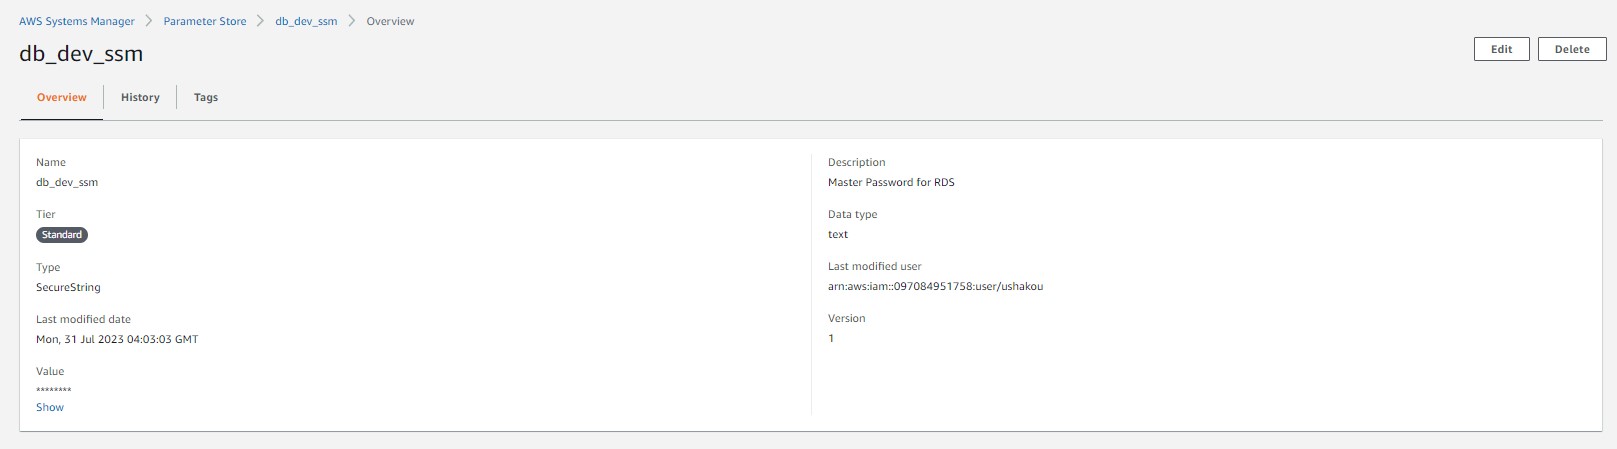 AWS Systems Manager > Parameter Store > db_dev_ssm > Overview
db_dev_ssm
Edit
Delete
Overview
History
Tags
Name
db_dev_ssm
Tier
Standard
Type
SecureString
Last modified date
Mon, 31 Jul 2023 04:03:03 GMT
Value
********
Show
Description
Master Password for RDS
Data type
text
Last modified user
arn:aws:iam::097084951758:user/ushakou
Version
1